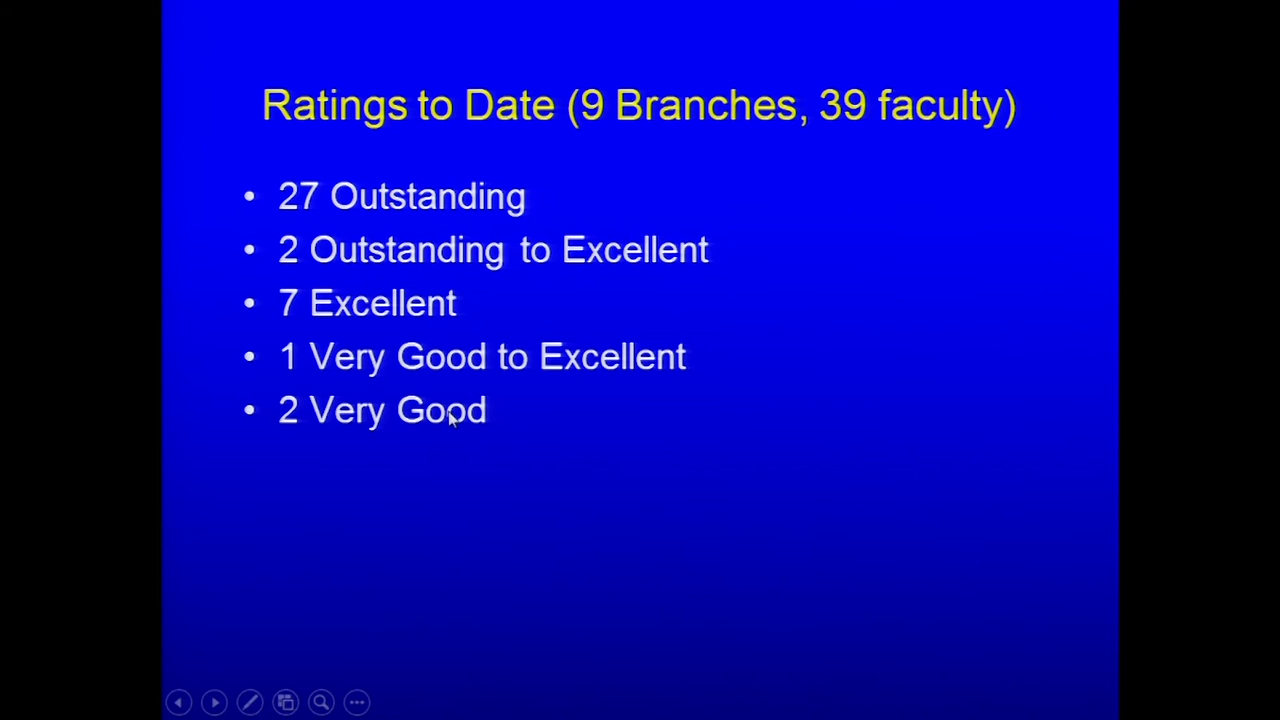 Ratings to Date (9 Branches, 39 faculty)
• 27 Outstanding
• 2 Outstanding to Excellent
• 7 Excellent
• 1 Very Good to Excellent
• 2 Very Good